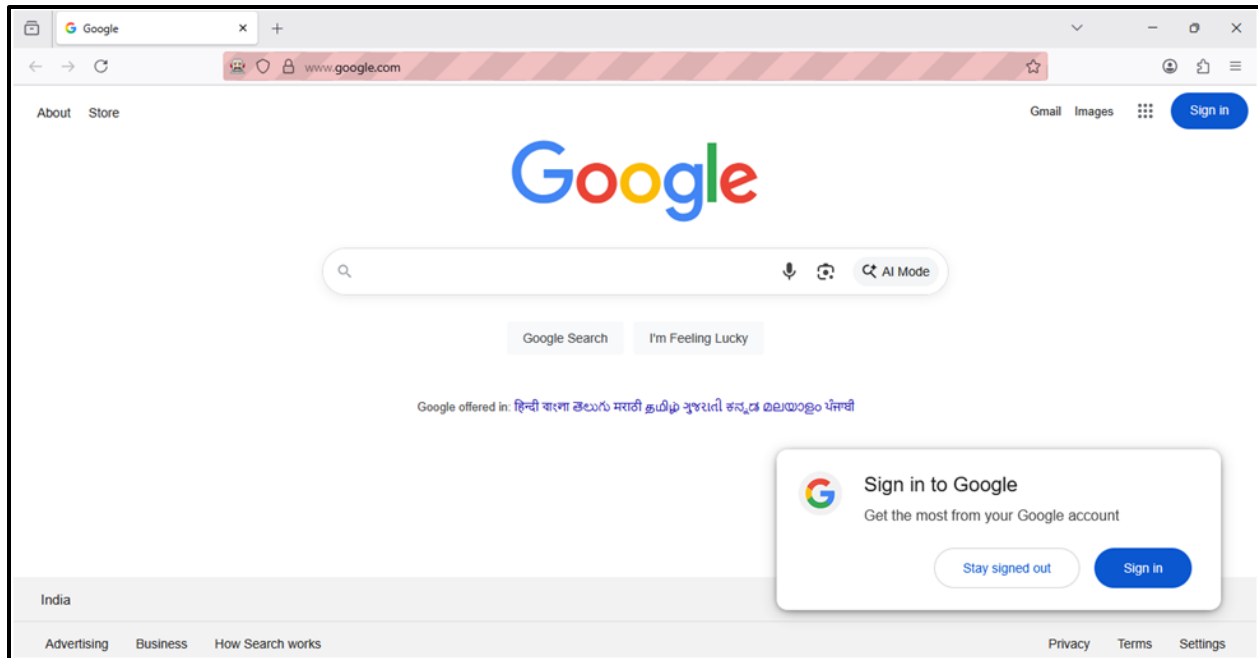 Google
www.google.com
About Store
Gmail Images
Sign in
Google
AI Mode
Google Search I'm Feeling Lucky
Google offered in: हिन्दी বাংলা తెలుగు मराठी தமிழ் ગુજરાતી ಕನ್ನಡ മലയാളം ਪੰਜਾਬੀ
Sign in to Google
Get the most from your Google account
Stay signed out Sign in
India
Advertising Business How Search works
Privacy Terms Settings